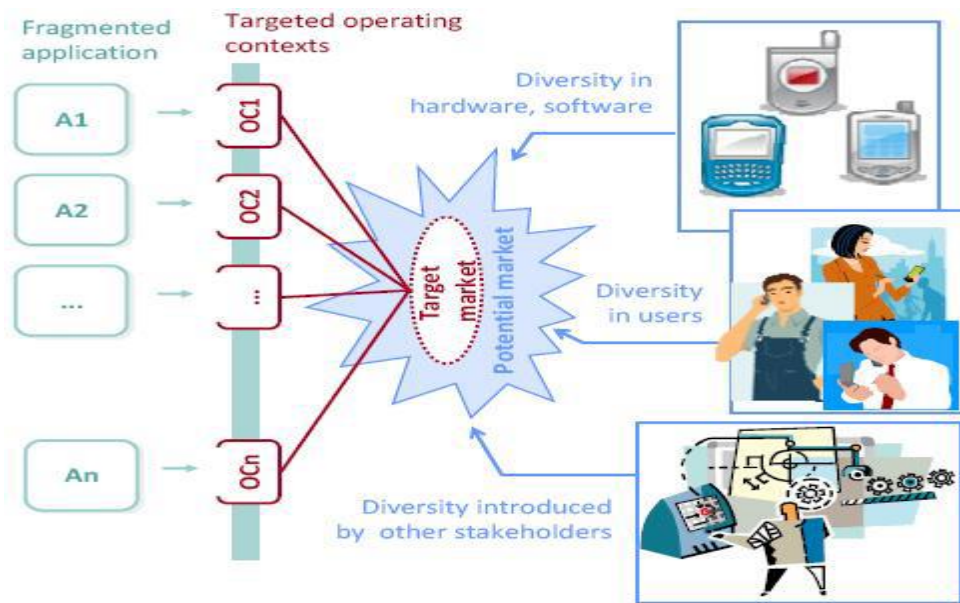 Fragmented
application
Targeted operating
contexts
A1
OC1
A2
OC2
...
...
An
OCn
Target
market
Potential market
Diversity in
hardware, software
Diversity
in users
Diversity introduced
by other stakeholders